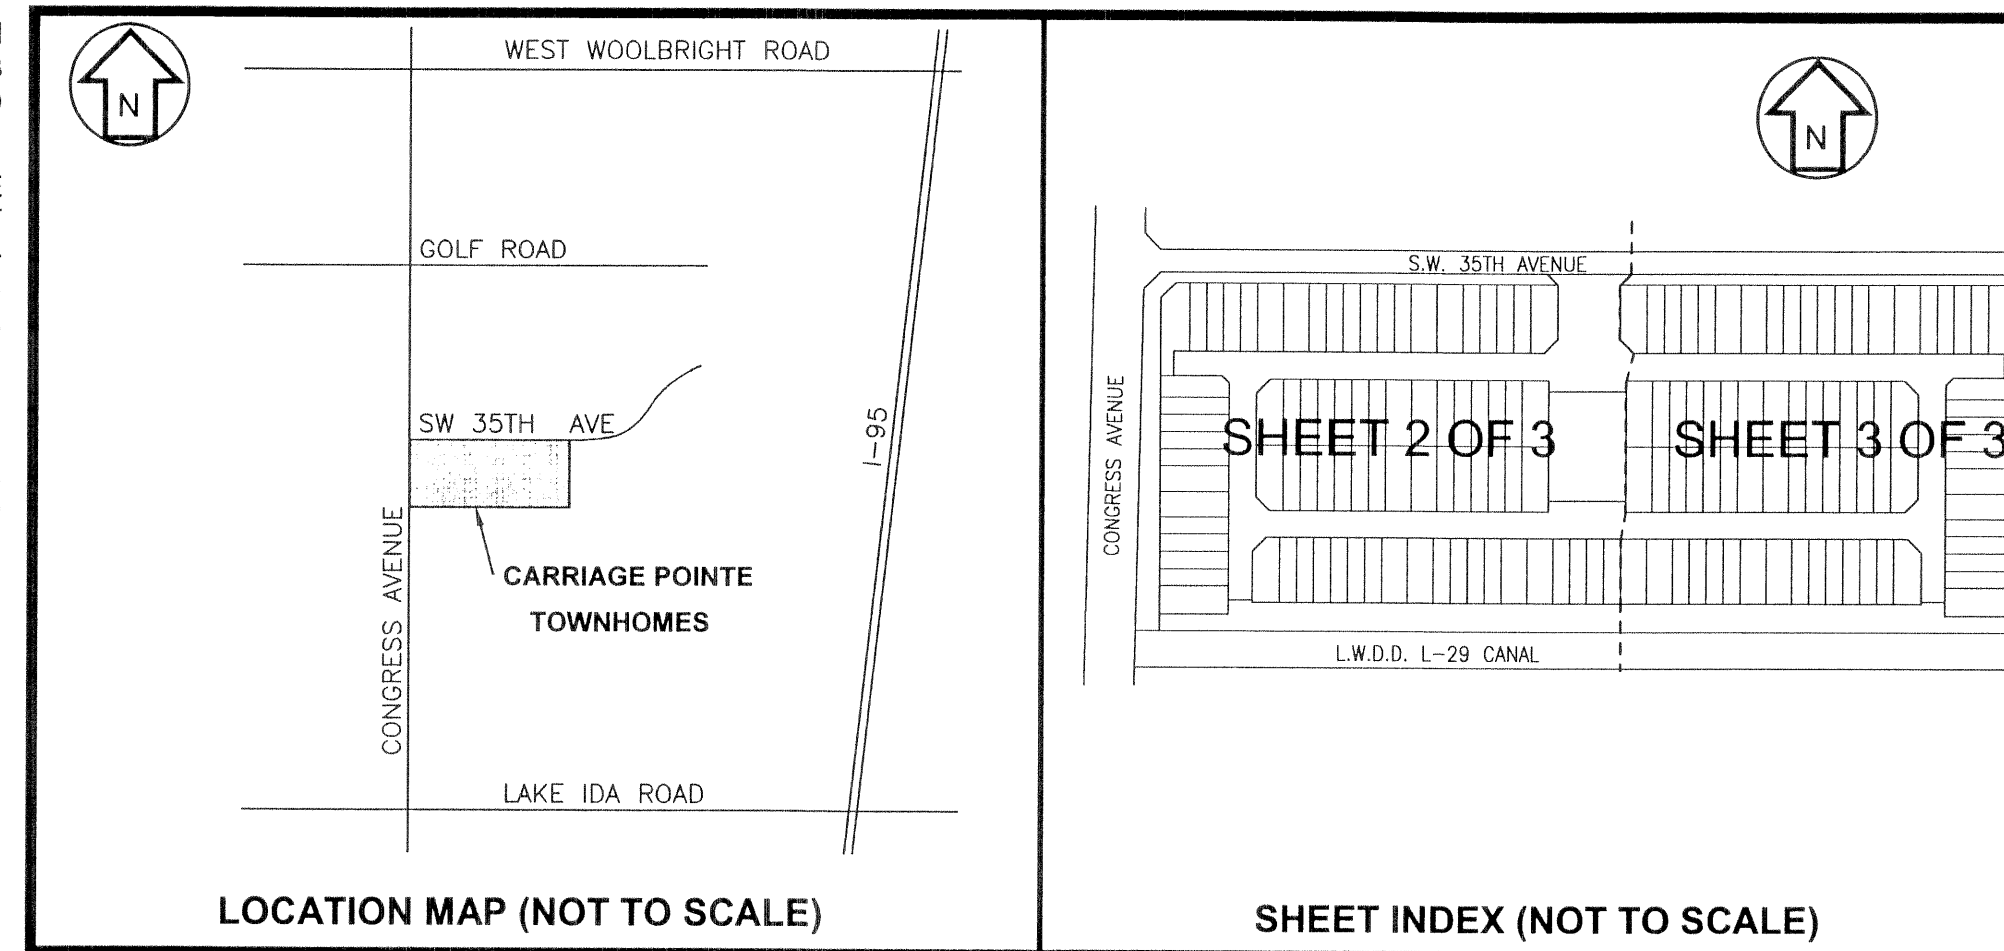 N
WEST WOOLBRIGHT ROAD
GOLF ROAD
SW 35TH AVE
I-95
CONGRESS AVENUE
CARRIAGE POINTE
TOWNHOMES
LAKE IDA ROAD
LOCATION MAP (NOT TO SCALE)
N
S.W. 35TH AVENUE
CONGRESS AVENUE
SHEET 2 OF 3
SHEET 3 OF 3
L.W.D.D. L-29 CANAL
SHEET INDEX (NOT TO SCALE)